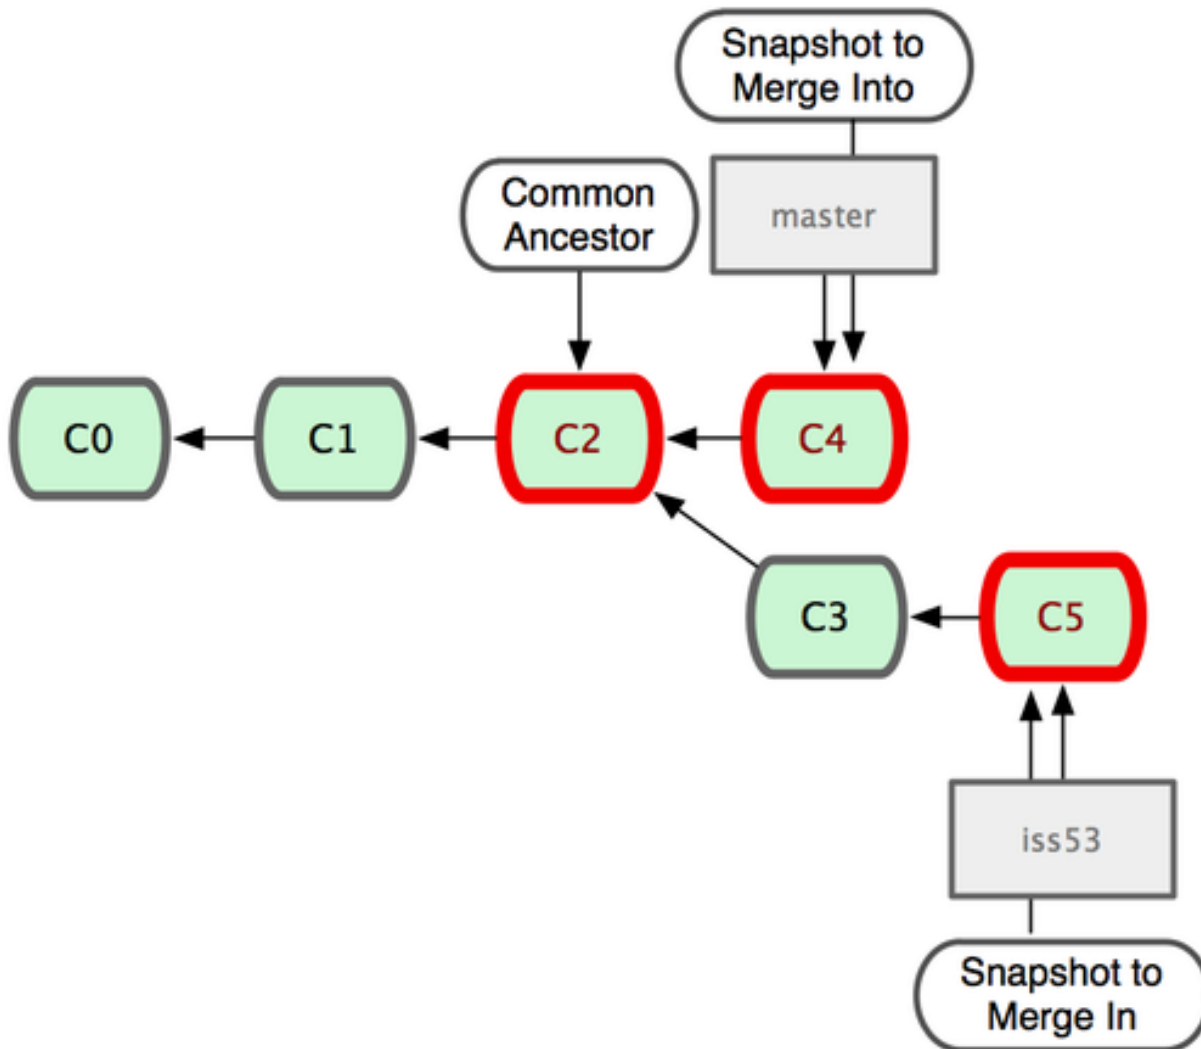 Snapshot to
Merge Into
Common
Ancestor
master
C0
C1
C2
C4
C3
C5
iss53
Snapshot to
Merge In